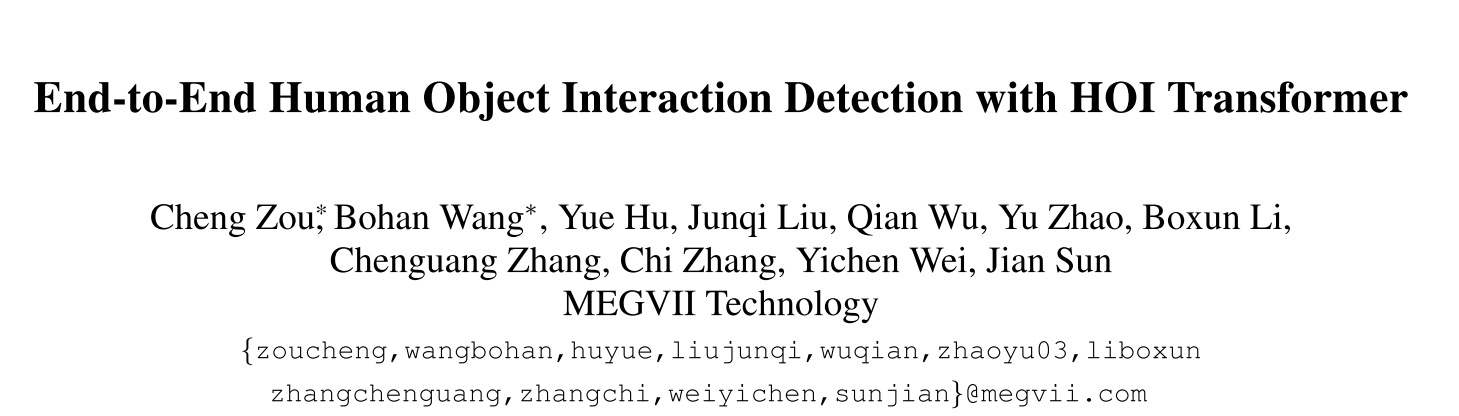 End-to-End Human Object Interaction Detection with HOI Transformer
Cheng Zou*, Bohan Wang*, Yue Hu, Junqi Liu, Qian Wu, Yu Zhao, Boxun Li,
Chenguang Zhang, Chi Zhang, Yichen Wei, Jian Sun
MEGVII Technology
{zoucheng,wangbohan,huyue,liujunqi,wuqian,zhaoyu03,liboxun
zhangchenguang,zhangchi,weiyichen,sunjian}@megvii.com